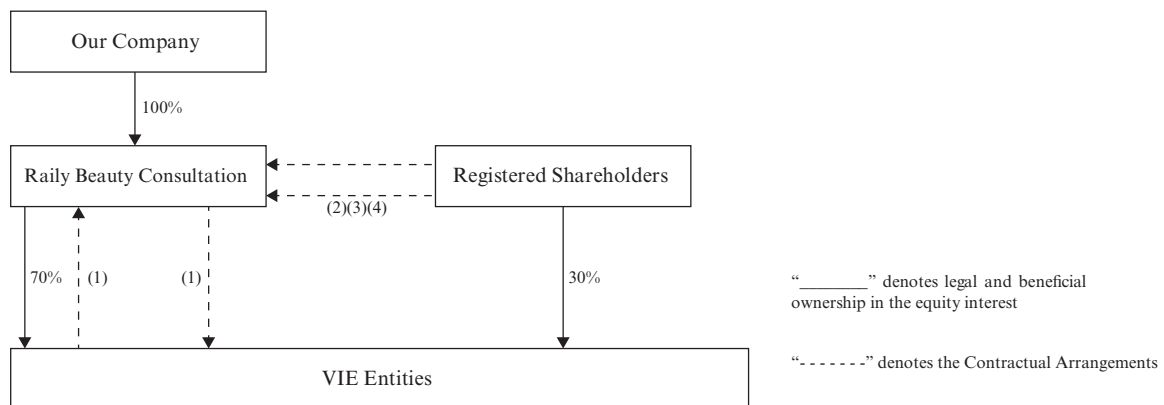 Our Company
100%
Raily Beauty Consultation
Registered Shareholders
(2)(3)(4)
70%
(1)
(1)
30%
“________” denotes legal and beneficial
ownership in the equity interest
“- - - - - - -” denotes the Contractual Arrangements
VIE Entities